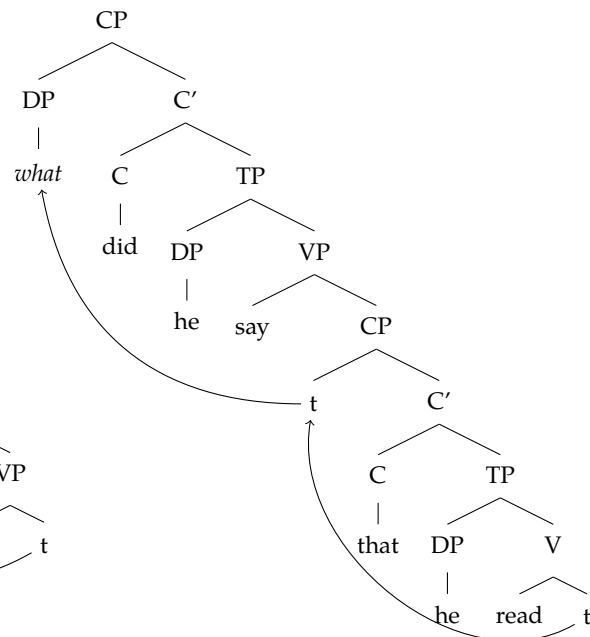 CP
DP C’
what C TP
did DP VP
he say CP
t C’
VP C TP
t that DP V
he read t